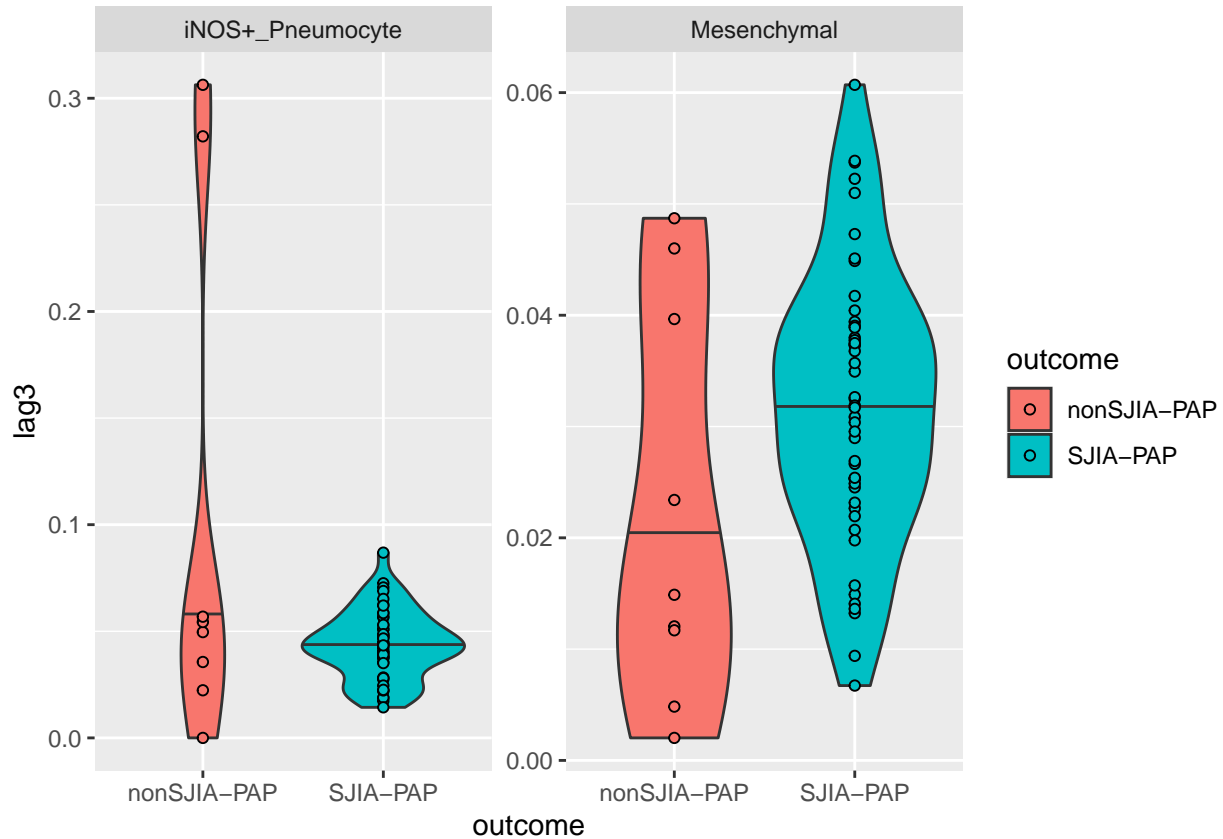 iNOS+_Pneumocyte
Mesenchymal
lag3
0.3
0.2
0.1
0.0
0.06
0.04
0.02
0.00
nonSJIA−PAP
SJIA−PAP
nonSJIA−PAP
SJIA−PAP
outcome
outcome
nonSJIA−PAP
SJIA−PAP